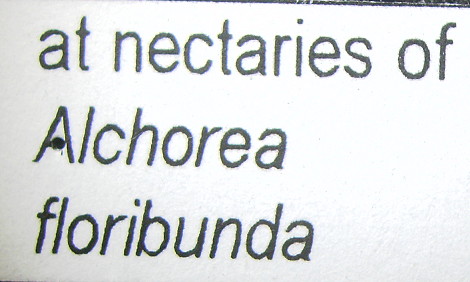 at nectaries of
Alchorea
floribunda